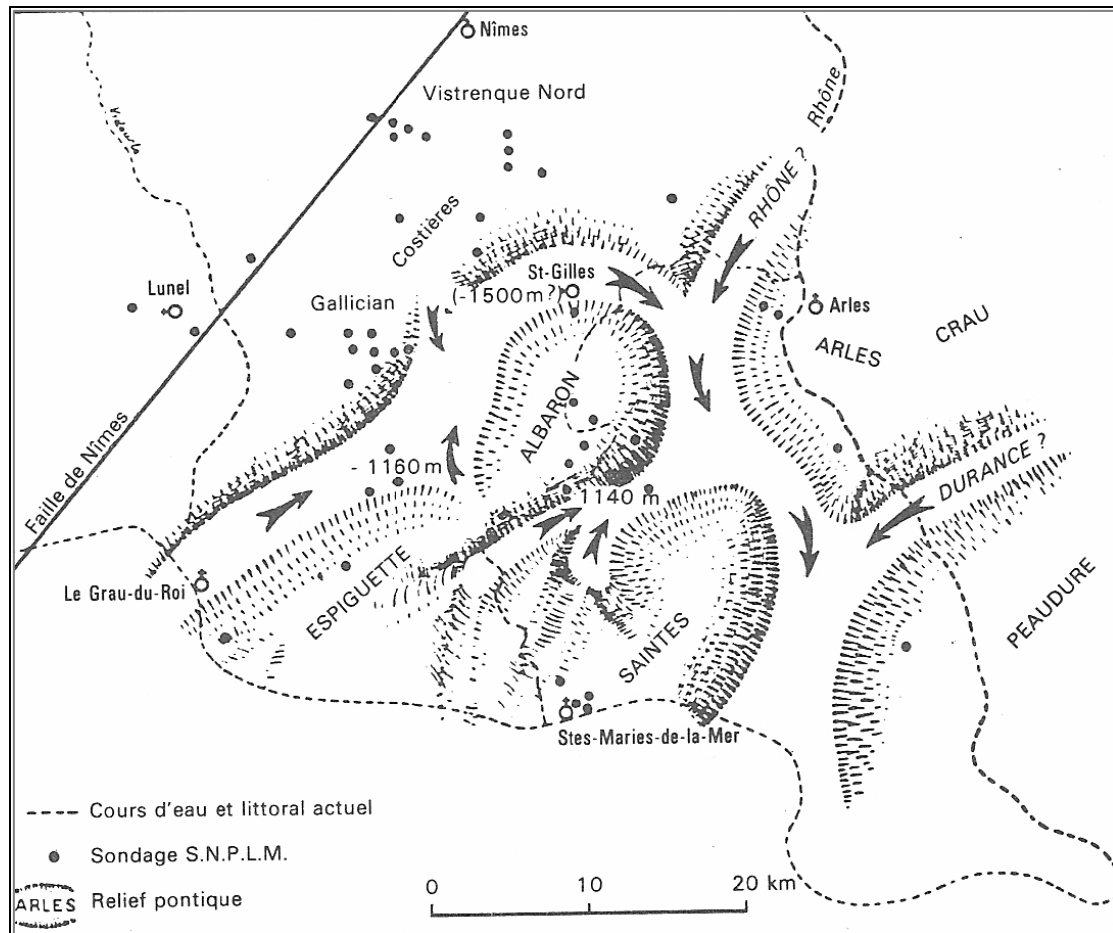 Nîmes
Vistrenque Nord
Rhône
Vidourle
RHÔNE ?
Costières
St-Gilles
(-1500m?)
Lunel
Gallician
Arles
ARLES
CRAU
ALBARON
Faille de Nîmes
- 1160 m
1140 m
DURANCE ?
Le Grau-du-Roi
ESPIGUETTE
SAINTES
PEAUDURE
Stes-Maries-de-la-Mer
Cours d'eau et littoral actuel
Sondage S.N.P.L.M.
ARLES Relief pontique
0 10 20 km